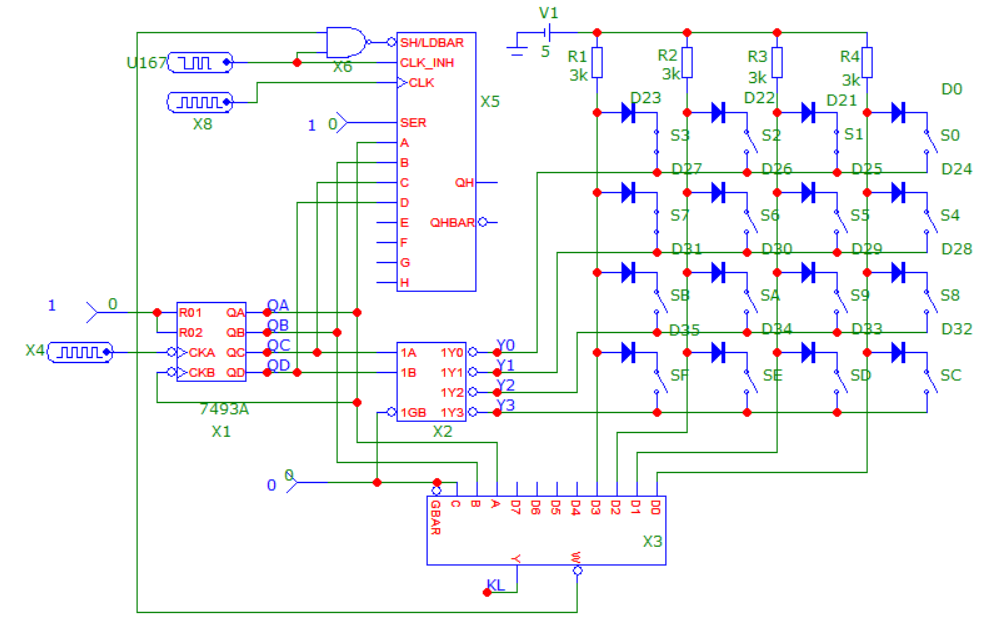 V1
5
SH/LDBAR
R1
3k
R2
3k
R3
3k
R4
3k
U167
X6
CLK_INH
CLK
X5
D23
D22
D21
D0
X8
1 0
SER
A
S3
S2
S1
S0
B
D27
D26
D25
D24
C
QH
D
S7
S6
S5
S4
E
QHBAR
F
D31
D30
D29
D28
G
H
SB
SA
S9
S8
1 0
R01
QA
QA
R02
QB
QB
D35
D34
D33
D32
X4
CKA
QC
QC
1A
1Y0
Y0
CKB
QD
QD
1B
1Y1
Y1
SF
SE
SD
SC
1Y2
Y2
7493A
1GB
1Y3
Y3
X1
X2
0 0
GBAR
C
B
A
D7
D6
D5
D4
D3
D2
D1
D0
X3
Y
W
KL